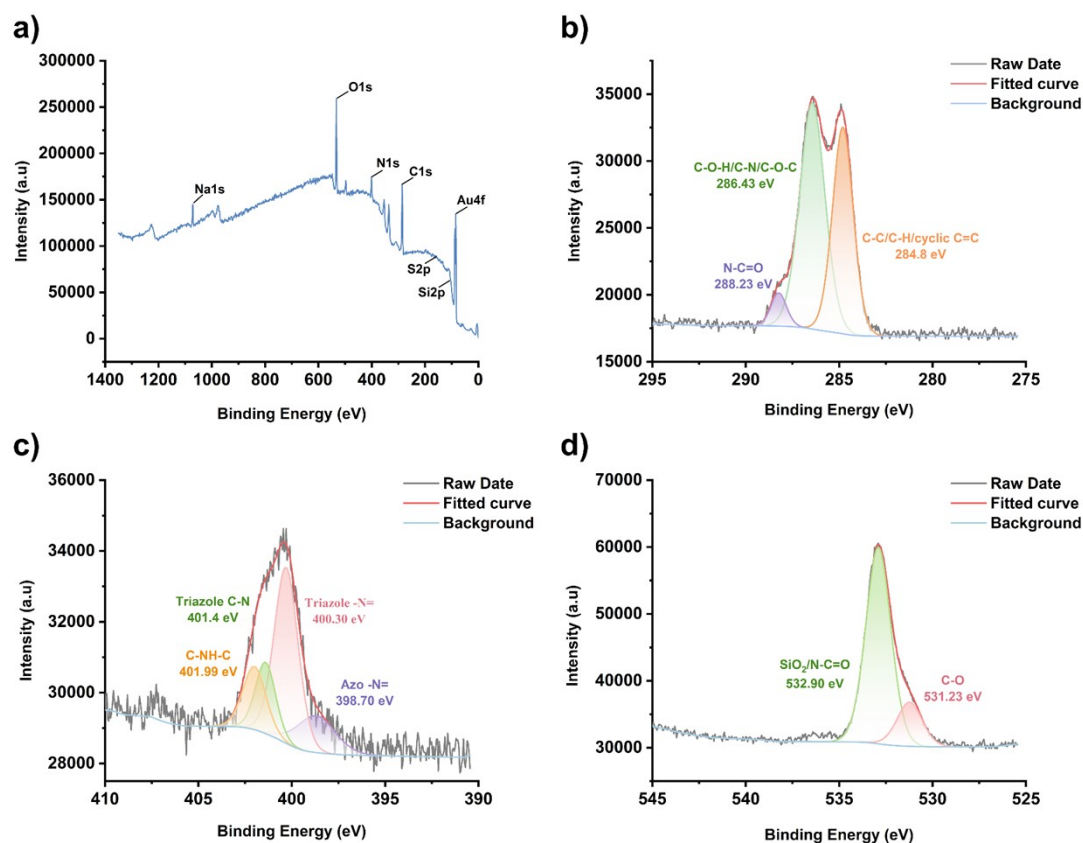 a)
300000
250000
200000
150000
100000
50000
0
Intensity (a.u)
O1s
N1s
C1s
Au4f
Na1s
S2p
Si2p
1400 1200 1000 800 600 400 200 0
Binding Energy (eV)
b)
Raw Date
Fitted curve
Background
35000
30000
25000
20000
15000
Intensity (a.u)
C-O-H/C-N/C-O-C
286.43 eV
C-C/C-H/cyclic C=C
284.8 eV
N-C=O
288.23 eV
295 290 285 280 275
Binding Energy (eV)
c)
Raw Date
Fitted curve
Background
36000
34000
32000
30000
28000
Intensity (a.u)
Triazole C-N
401.4 eV
Triazole -N=
400.30 eV
C-NH-C
401.99 eV
Azo -N=
398.70 eV
410 405 400 395 390
Binding Energy (eV)
d)
Raw Date
Fitted curve
Background
70000
60000
50000
40000
30000
Intensity (a.u)
SiO₂/N-C=O
532.90 eV
C-O
531.23 eV
545 540 535 530 525
Binding Energy (eV)